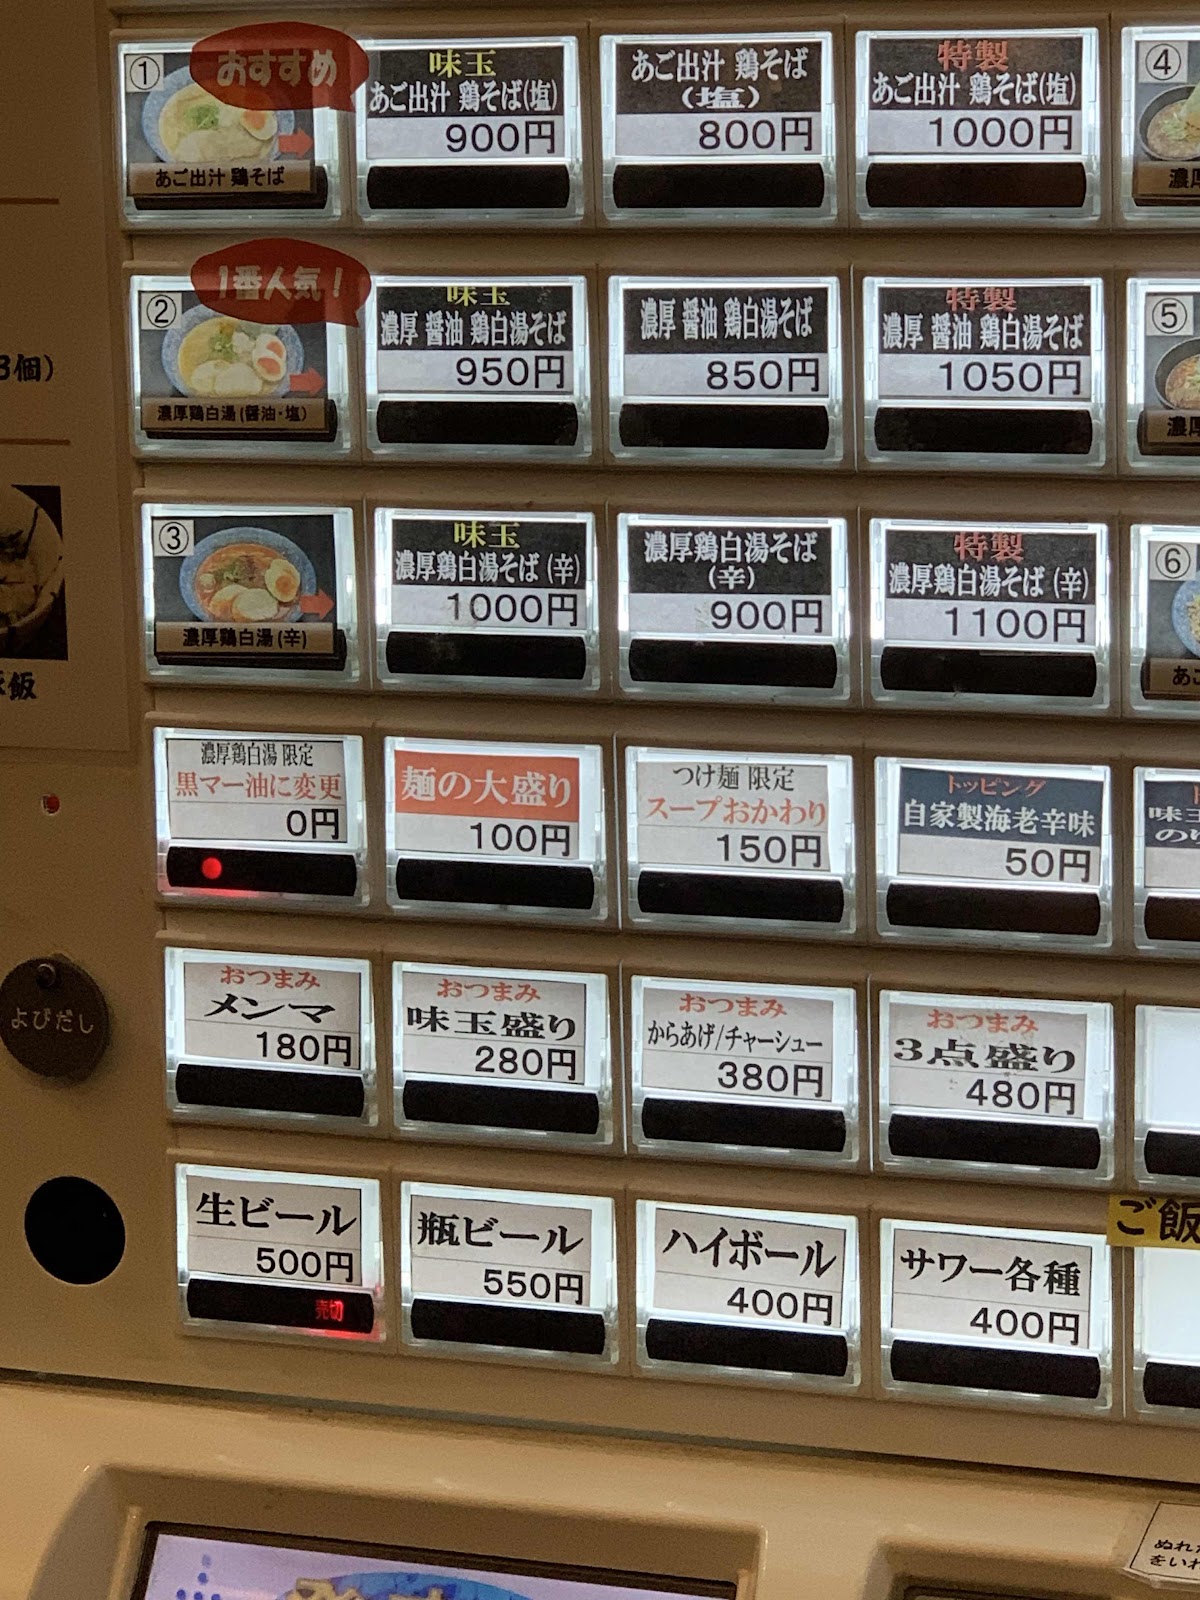 ① おすすめ
あご出汁 鶏そば
味玉
あご出汁 鶏そば(塩)
900円
あご出汁 鶏そば
(塩)
800円
特製
あご出汁 鶏そば(塩)
1000円
④
濃厚
② 1番人気!
濃厚鶏白湯(醤油・塩)
味玉
濃厚 醤油 鶏白湯そば
950円
濃厚 醤油 鶏白湯そば
850円
特製
濃厚 醤油 鶏白湯そば
1050円
⑤
濃厚
3個)
③
濃厚鶏白湯(辛)
味玉
濃厚鶏白湯そば(辛)
1000円
濃厚鶏白湯そば
(辛)
900円
特製
濃厚鶏白湯そば(辛)
1100円
⑥
あご
飯
濃厚鶏白湯 限定
黒マー油に変更
0円
麺の大盛り
100円
つけ麺 限定
スープおかわり
150円
トッピング
自家製海老辛味
50円
味玉
のり
よびだし
おつまみ
メンマ
180円
おつまみ
味玉盛り
280円
おつまみ
からあげ/チャーシュー
380円
おつまみ
3点盛り
480円
生ビール
500円
売切
瓶ビール
550円
ハイボール
400円
サワー各種
400円
ご飯
ぬれ
をいれ